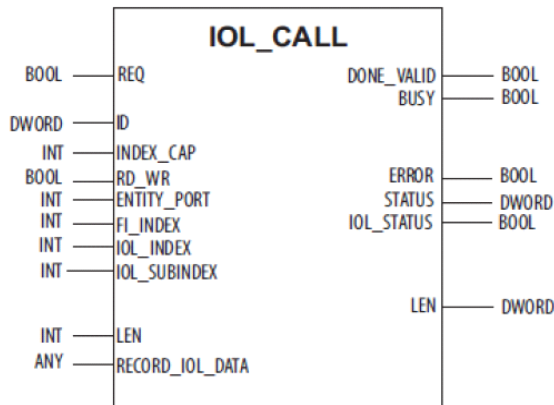 IOL_CALL
BOOL REQ DONE_VALID BOOL
BUSY BOOL
DWORD ID
INT INDEX_CAP
BOOL RD_WR ERROR BOOL
INT ENTITY_PORT STATUS DWORD
INT FI_INDEX IOL_STATUS BOOL
INT IOL_INDEX
INT IOL_SUBINDEX
LEN DWORD
INT LEN
ANY RECORD_IOL_DATA